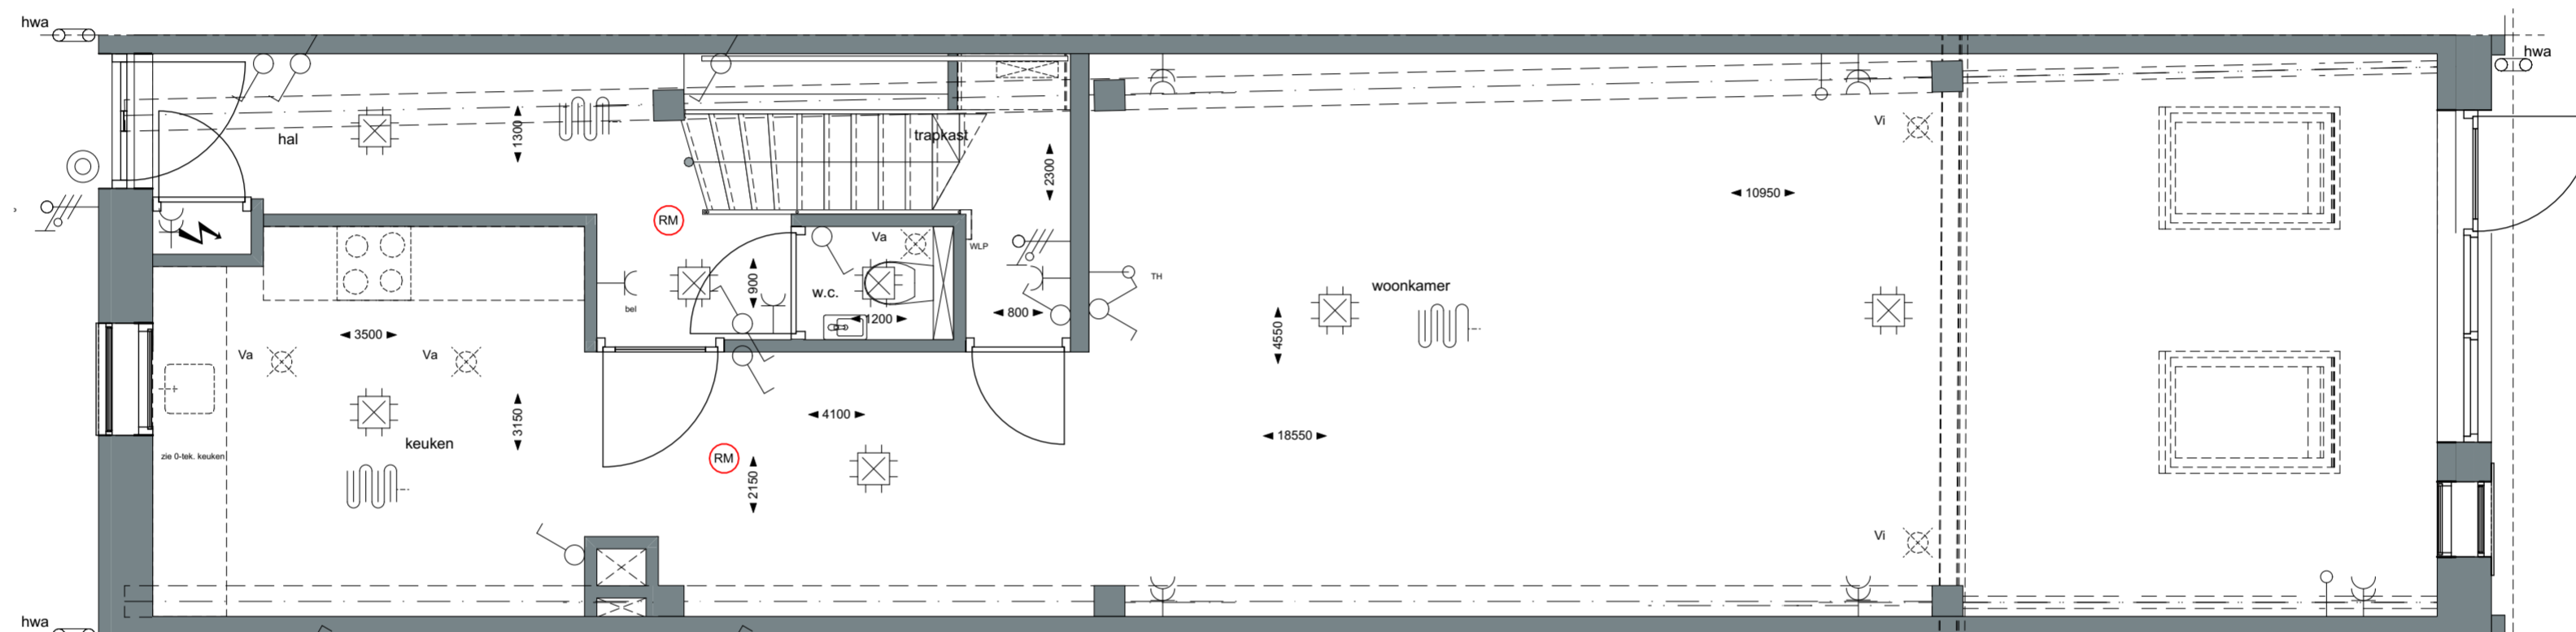 hwa
hwa
hal
1300
trapkast
2300
Vi
10950
RM
Va
WLP
TH
bel
900
w.c.
1200
800
woonkamer
3500
Va
Va
4550
4100
18550
3150
keuken
zie 0-tek. keuken
RM
2150
Vi
hwa